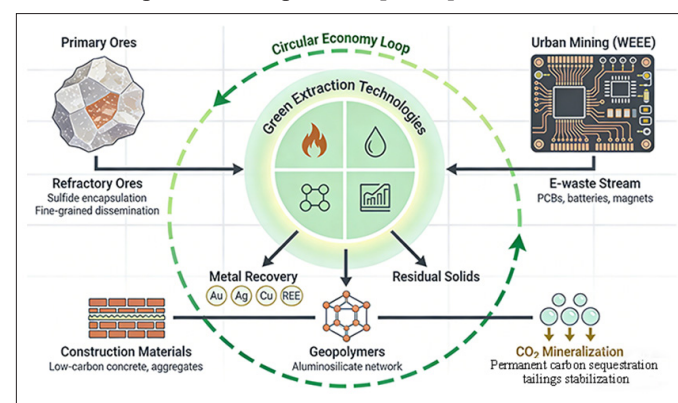 Primary Ores
Circular Economy Loop
Urban Mining (WEEE)
Green Extraction Technologies
Refractory Ores
Sulfide encapsulation
Fine-grained dissemination
E-waste Stream
PCBs, batteries, magnets
Metal Recovery
Au Ag Cu REE
Residual Solids
Construction Materials
Low-carbon concrete, aggregates
Geopolymers
Aluminosilicate network
CO₂ Mineralization
Permanent carbon sequestration
tailings stabilization